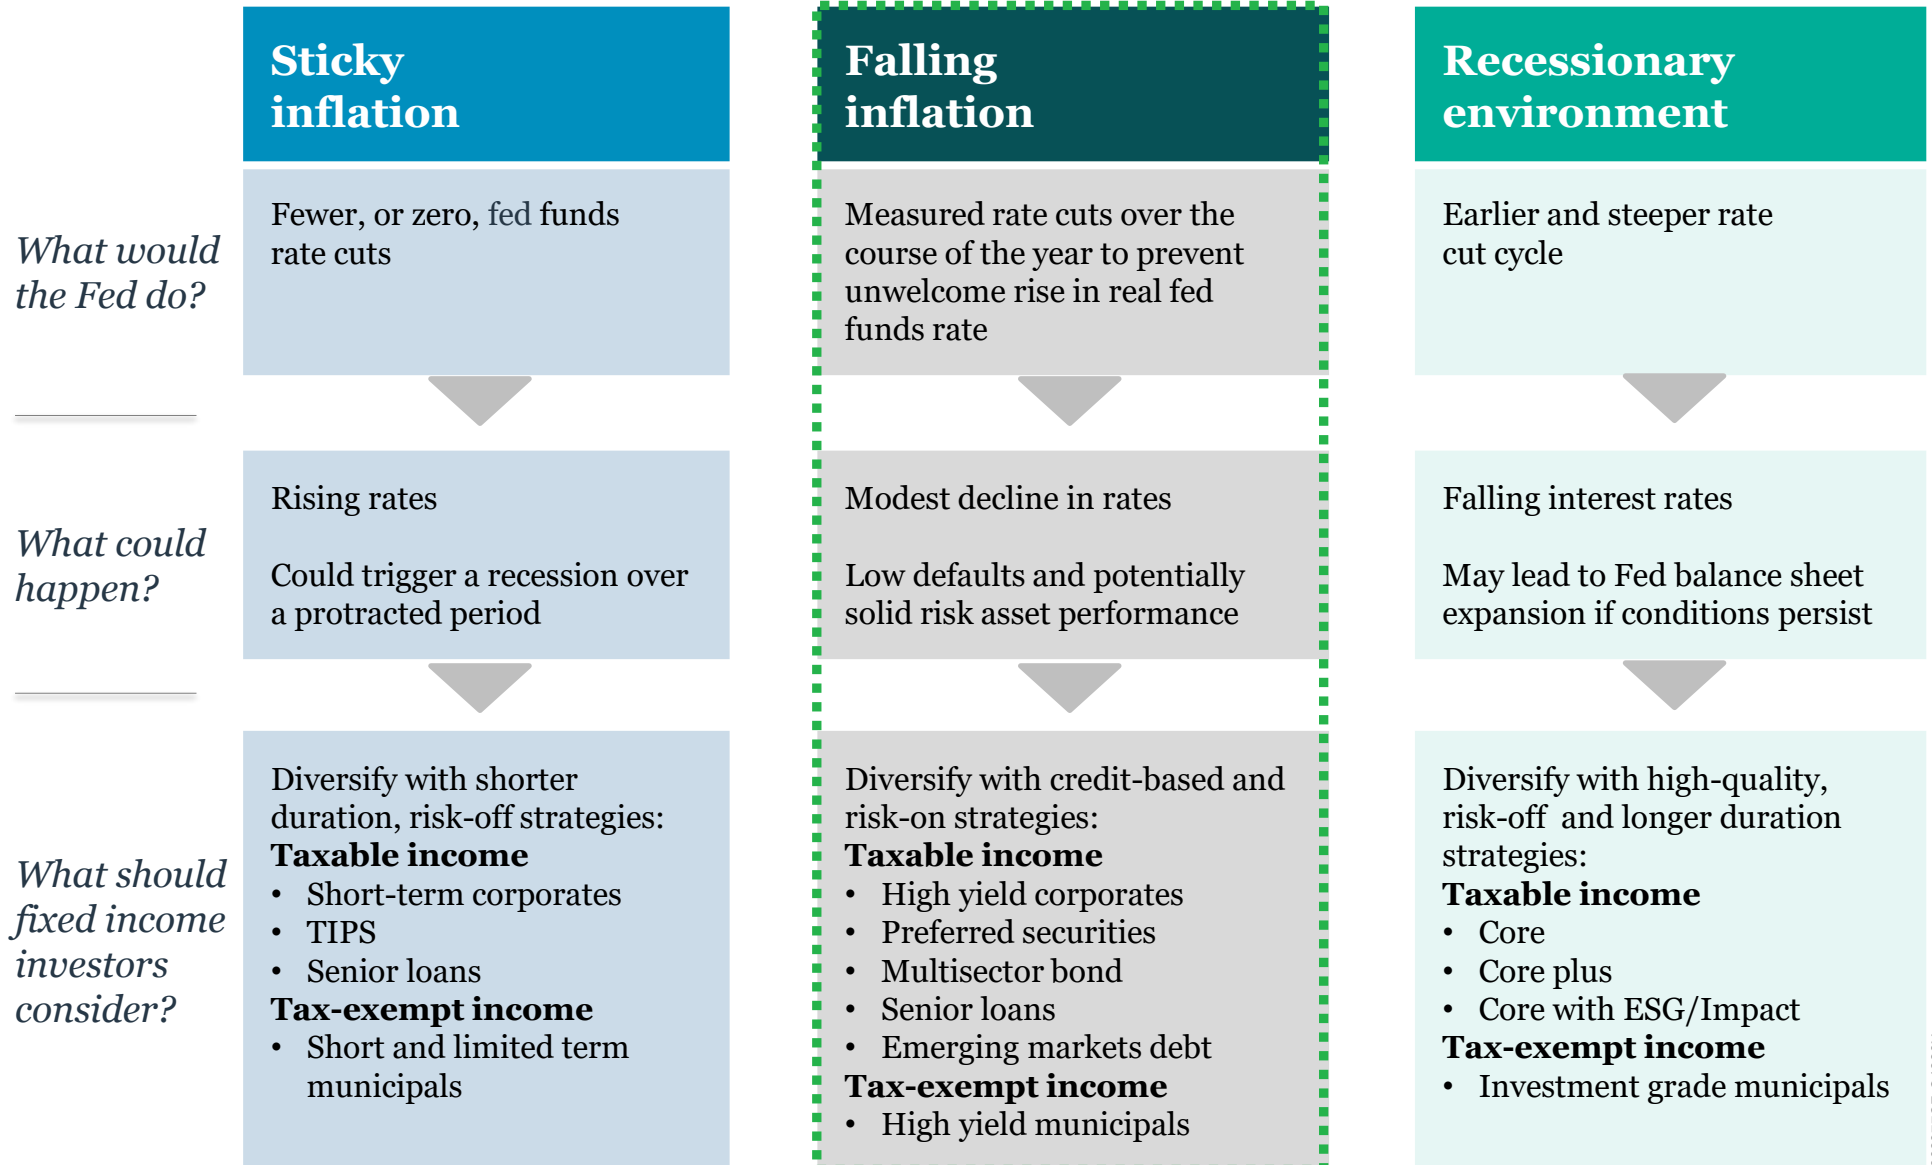 Sticky
inflation
Falling
inflation
Recessionary
environment
What would
the Fed do?
Fewer, or zero, fed funds
rate cuts
Measured rate cuts over the
course of the year to prevent
unwelcome rise in real fed
funds rate
Earlier and steeper rate
cut cycle
What could
happen?
Rising rates
Could trigger a recession over
a protracted period
Modest decline in rates
Low defaults and potentially
solid risk asset performance
Falling interest rates
May lead to Fed balance sheet
expansion if conditions persist
What should
fixed income
investors
consider?
Diversify with shorter
duration, risk-off strategies:
Taxable income
• Short-term corporates
• TIPS
• Senior loans
Tax-exempt income
• Short and limited term
municipals
Diversify with credit-based and
risk-on strategies:
Taxable income
• High yield corporates
• Preferred securities
• Multisector bond
• Senior loans
• Emerging markets debt
Tax-exempt income
• High yield municipals
Diversify with high-quality,
risk-off and longer duration
strategies:
Taxable income
• Core
• Core plus
• Core with ESG/Impact
Tax-exempt income
• Investment grade municipals